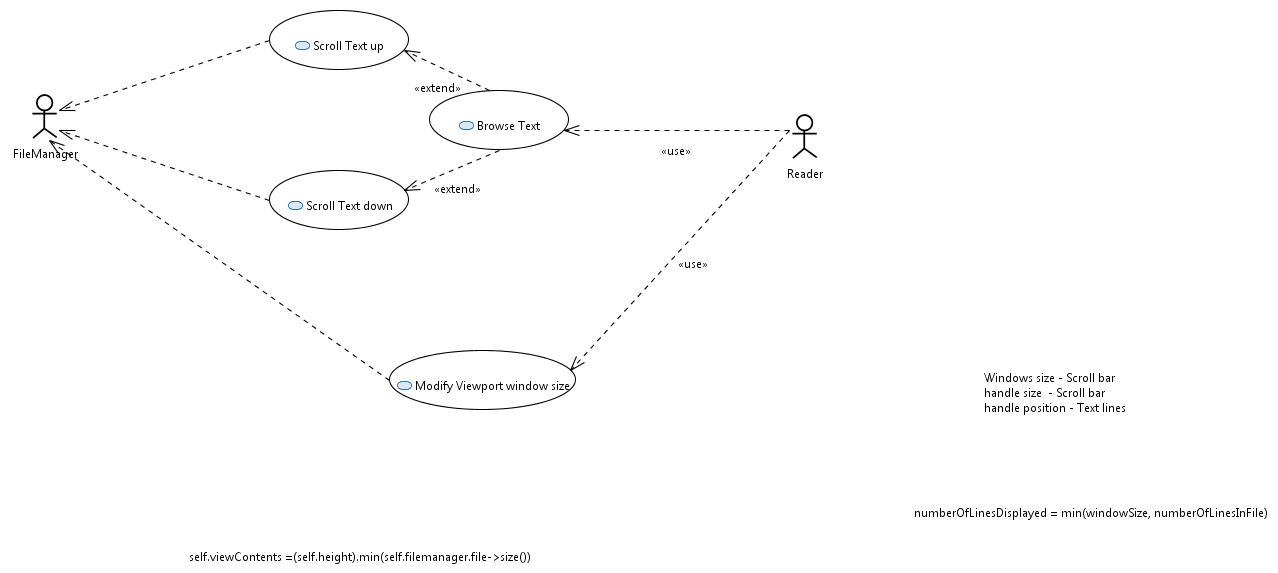 Scroll Text up
«extend»
Browse Text
FileManager
«use»
Reader
«extend»
Scroll Text down
«use»
Modify Viewport window size
Windows size - Scroll bar
handle size  - Scroll bar
handle position - Text lines
numberOfLinesDisplayed = min(windowSize, numberOfLinesInFile)
self.viewContents =(self.height).min(self.filemanager.file->size())